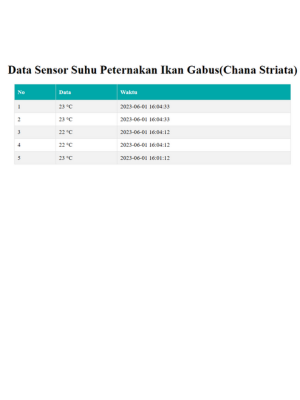 Data Sensor Suhu Peternakan Ikan Gabus(Chana Striata)
No Data Waktu
1 23 °C 2023-06-01 16:04:33
2 23 °C 2023-06-01 16:04:33
3 22 °C 2023-06-01 16:04:12
4 22 °C 2023-06-01 16:04:12
5 23 °C 2023-06-01 16:01:12